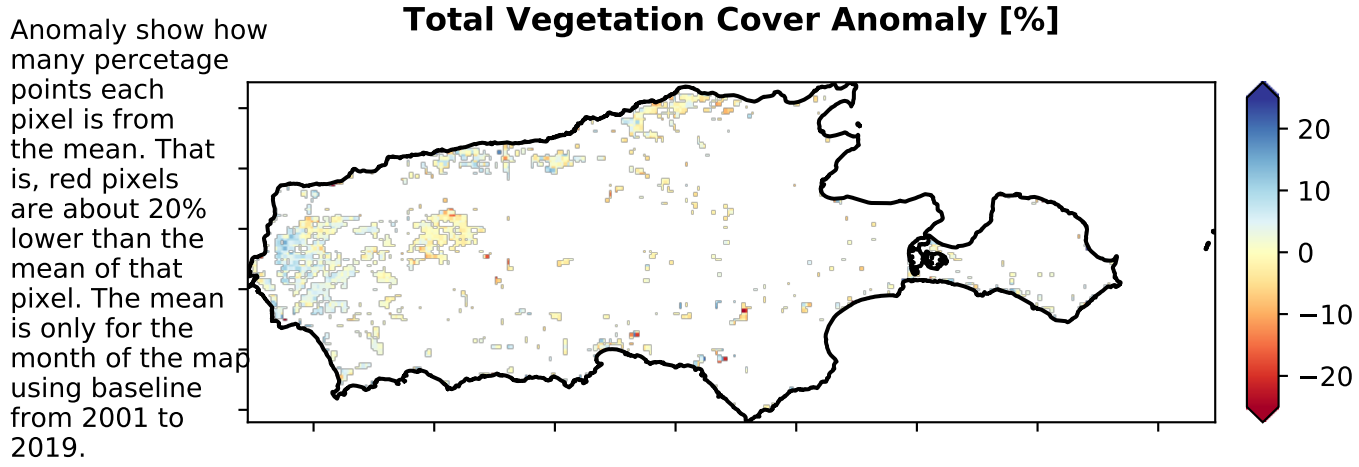 Total Vegetation Cover Anomaly [%]
Anomaly show how
many percetage
points each
pixel is from
the mean. That
is, red pixels
are about 20%
lower than the
mean of that
pixel. The mean
is only for the
month of the map
using baseline
from 2001 to
2019.
20
10
0
−10
−20